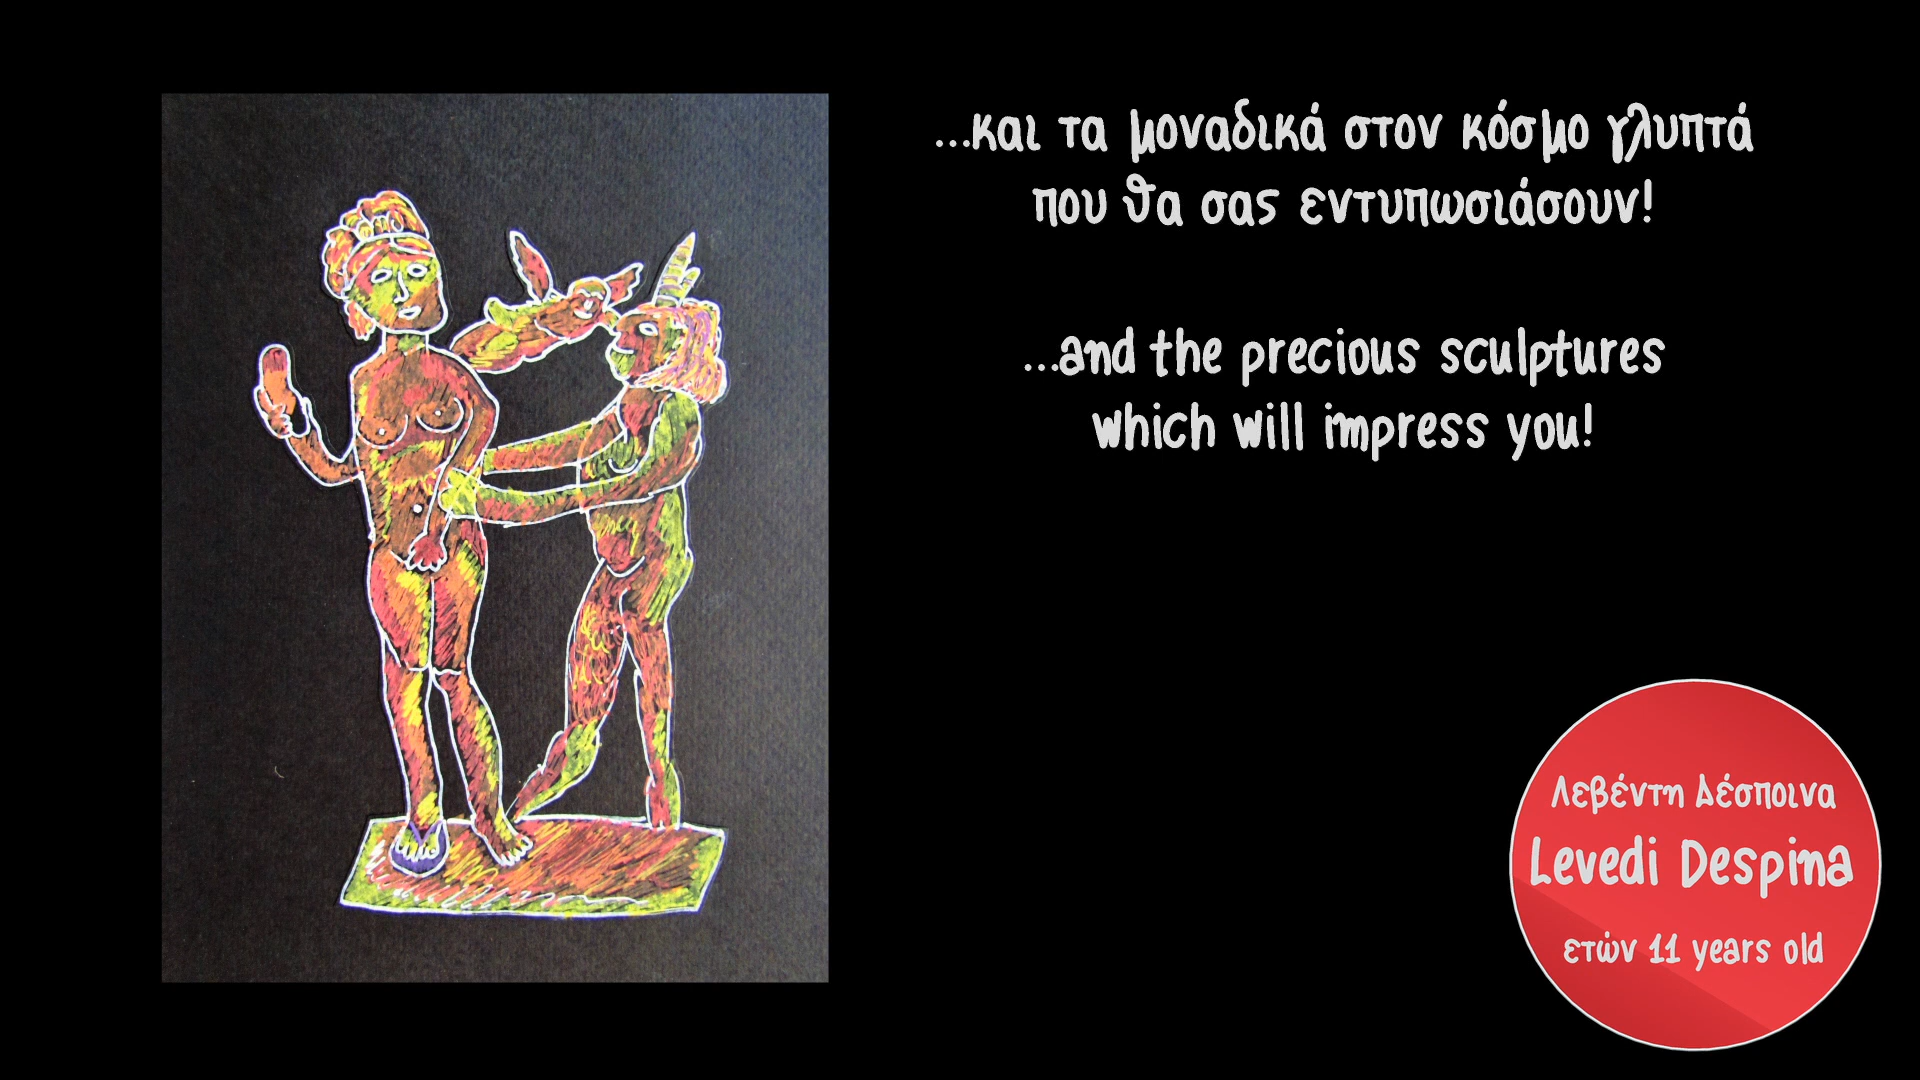 ...και τα μοναδικά στον κόσμο γλυπτά
που θα σας εντυπωσιάσουν!
...and the precious sculptures
which will impress you!
Λεβέντη Δέσποινα
Levedi Despina
ετών 11 years old